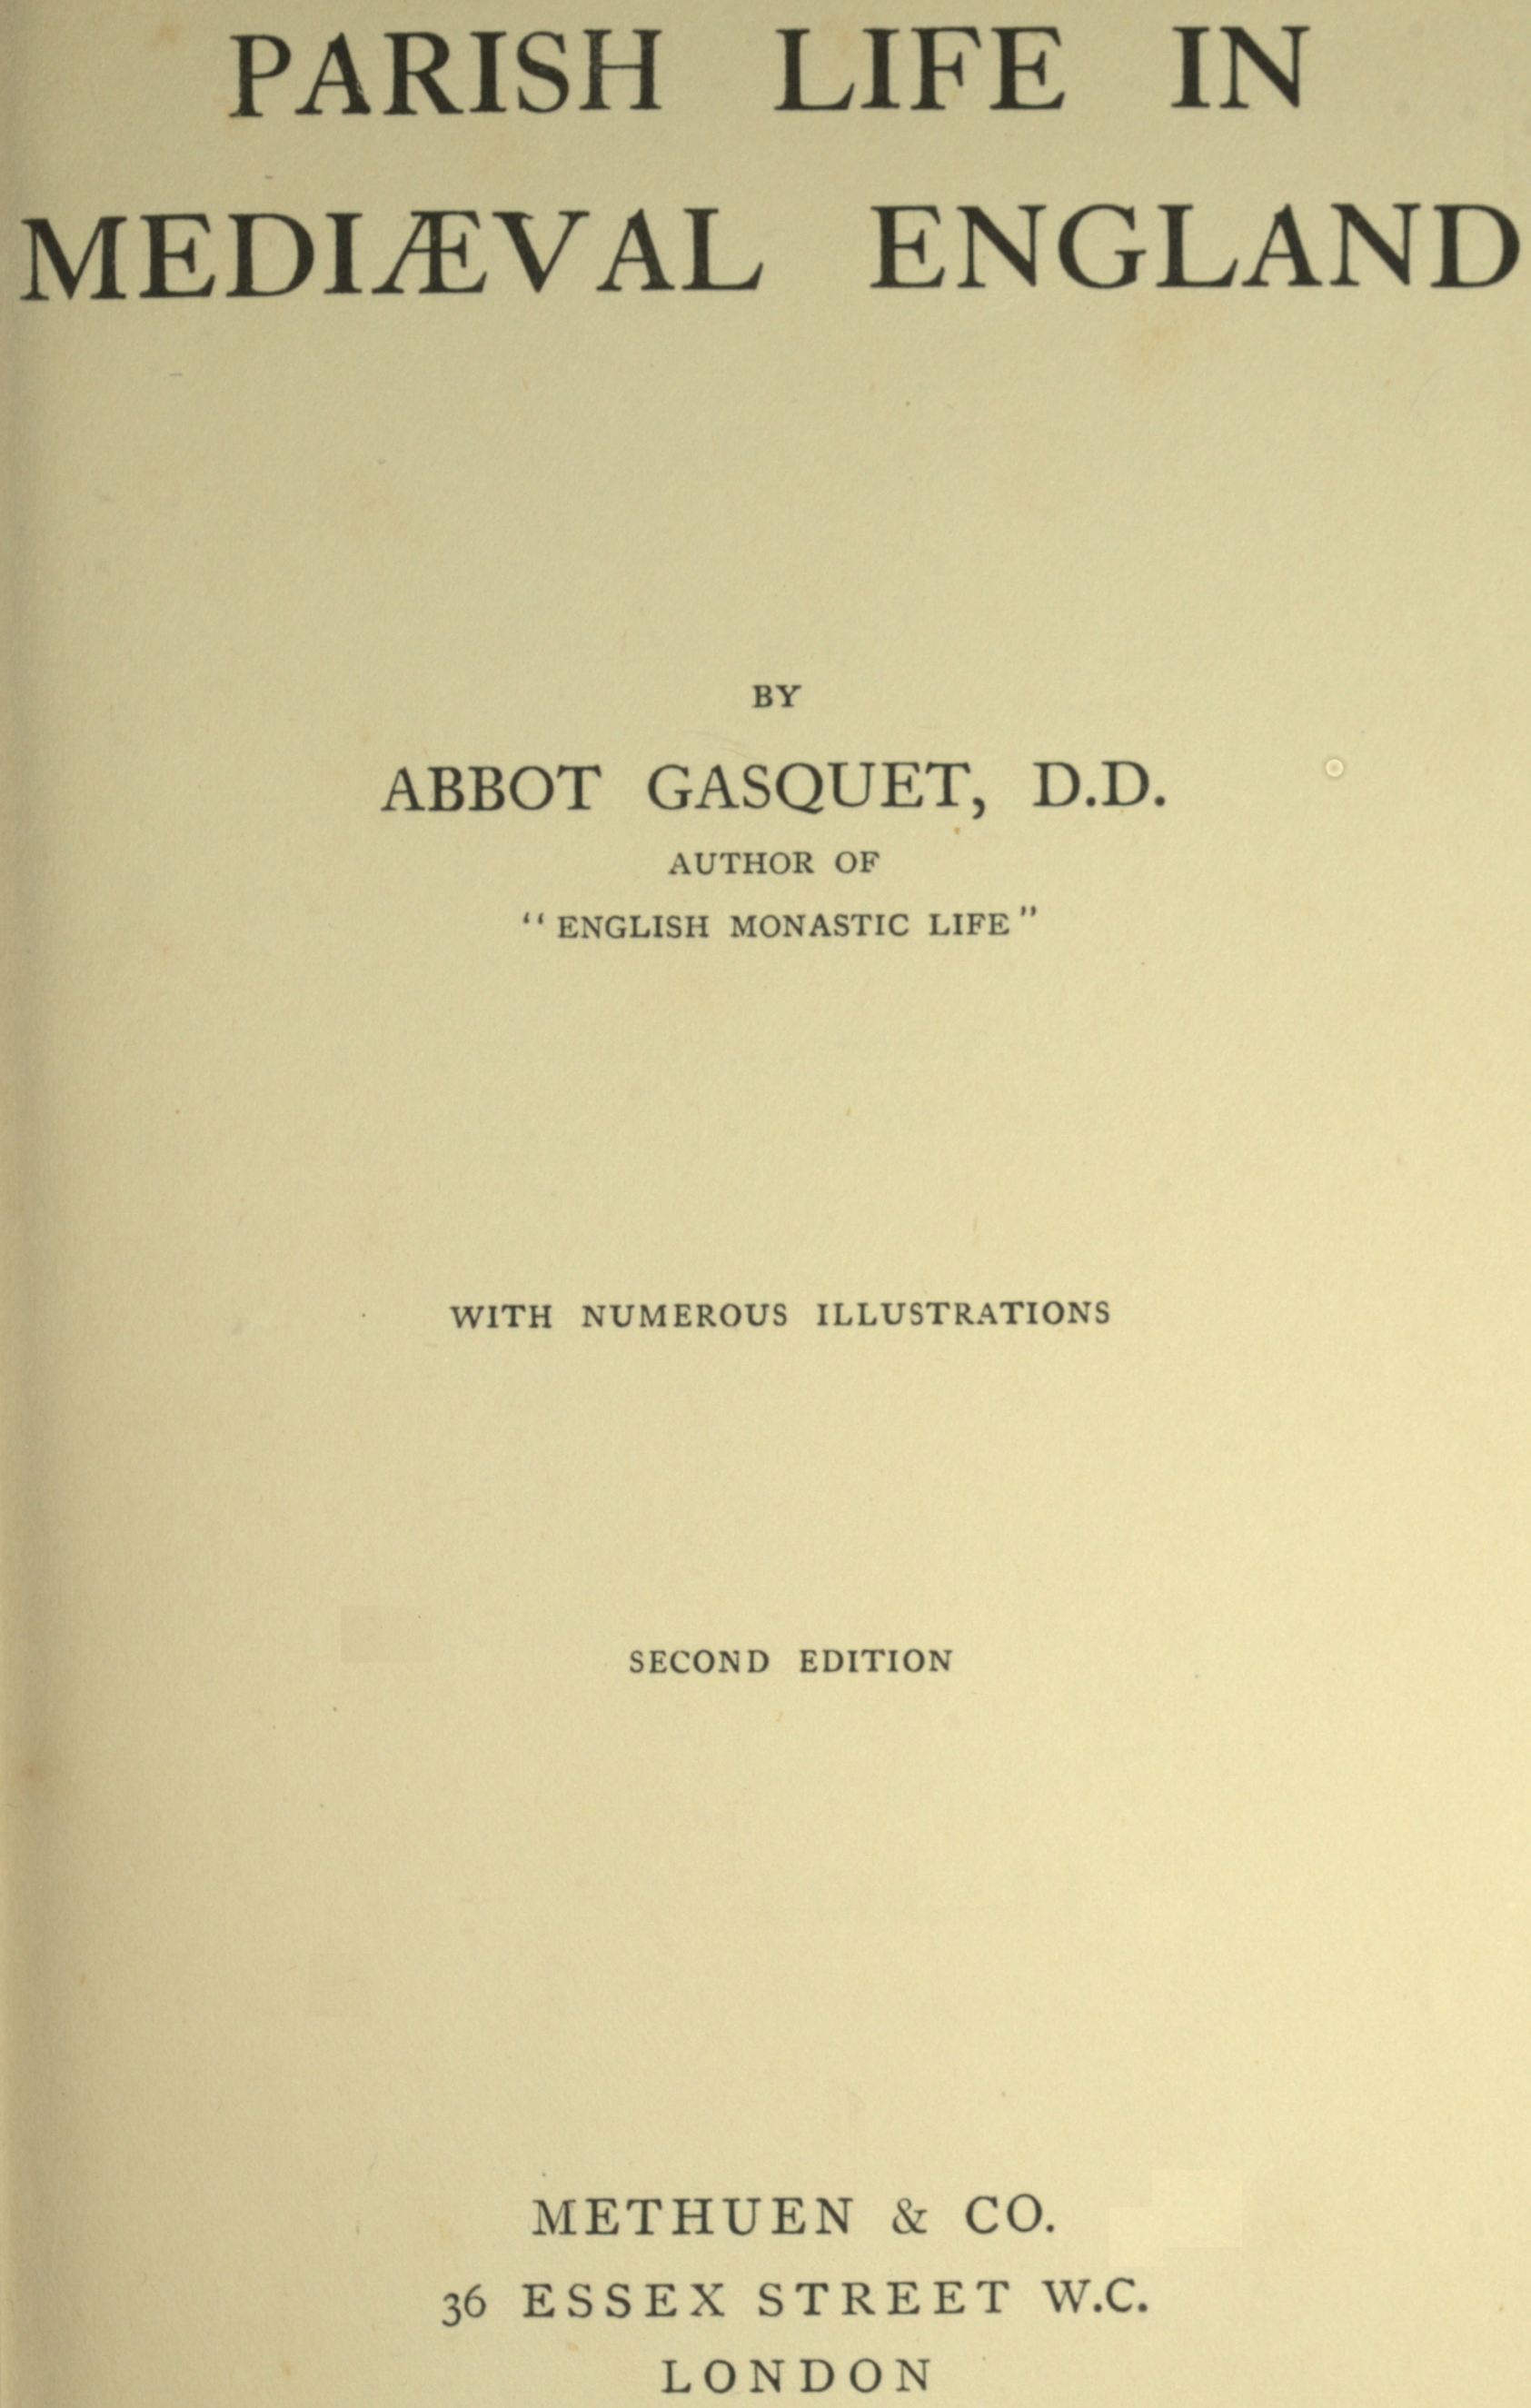 PARISH LIFE IN
MEDIÆVAL ENGLAND
BY
ABBOT GASQUET, D.D.
AUTHOR OF
"ENGLISH MONASTIC LIFE"
WITH NUMEROUS ILLUSTRATIONS
SECOND EDITION
METHUEN & CO.
36 ESSEX STREET W.C.
LONDON